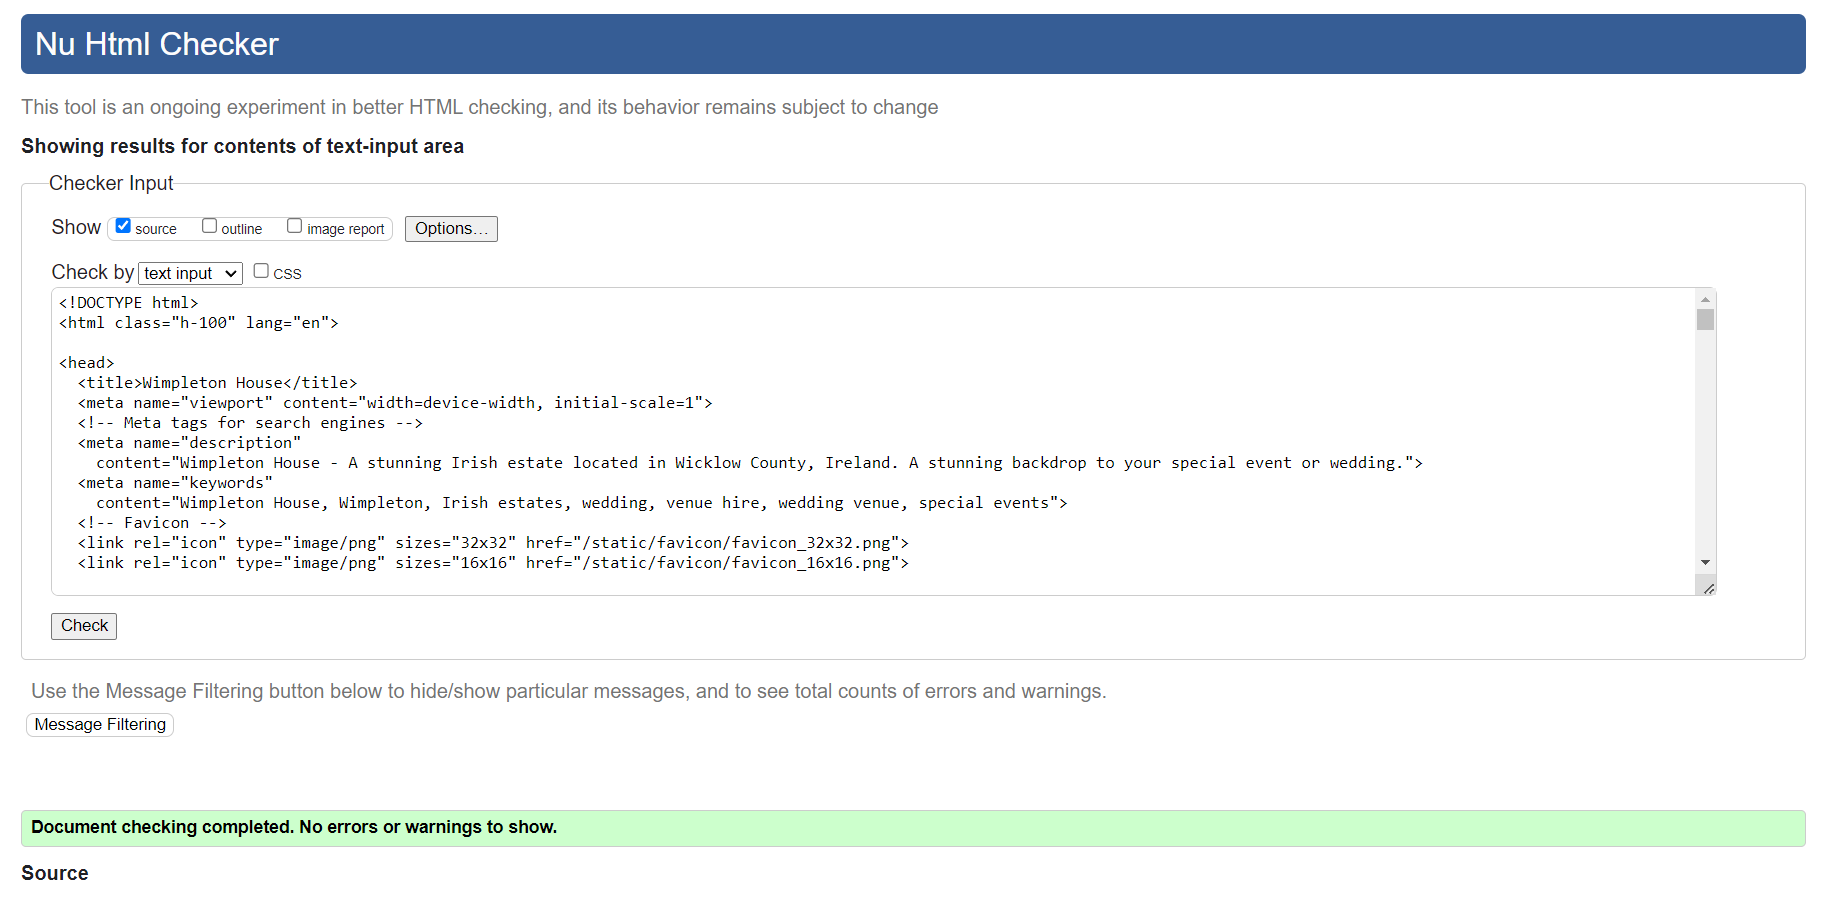 Nu Html Checker
This tool is an ongoing experiment in better HTML checking, and its behavior remains subject to change
Showing results for contents of text-input area
Checker Input
Show source outline image report Options...
Check by text input CSS
<!DOCTYPE html>
<html class="h-100" lang="en">
<head>
<title>Wimpleton House</title>
<meta name="viewport" content="width=device-width, initial-scale=1">
<!-- Meta tags for search engines -->
<meta name="description"
content="Wimpleton House - A stunning Irish estate located in Wicklow County, Ireland. A stunning backdrop to your special event or wedding.">
<meta name="keywords"
content="Wimpleton House, Wimpleton, Irish estates, wedding, venue hire, wedding venue, special events">
<!-- Favicon -->
<link rel="icon" type="image/png" sizes="32x32" href="/static/favicon/favicon_32x32.png">
<link rel="icon" type="image/png" sizes="16x16" href="/static/favicon/favicon_16x16.png">
Check
Use the Message Filtering button below to hide/show particular messages, and to see total counts of errors and warnings.
Message Filtering
Document checking completed. No errors or warnings to show.
Source